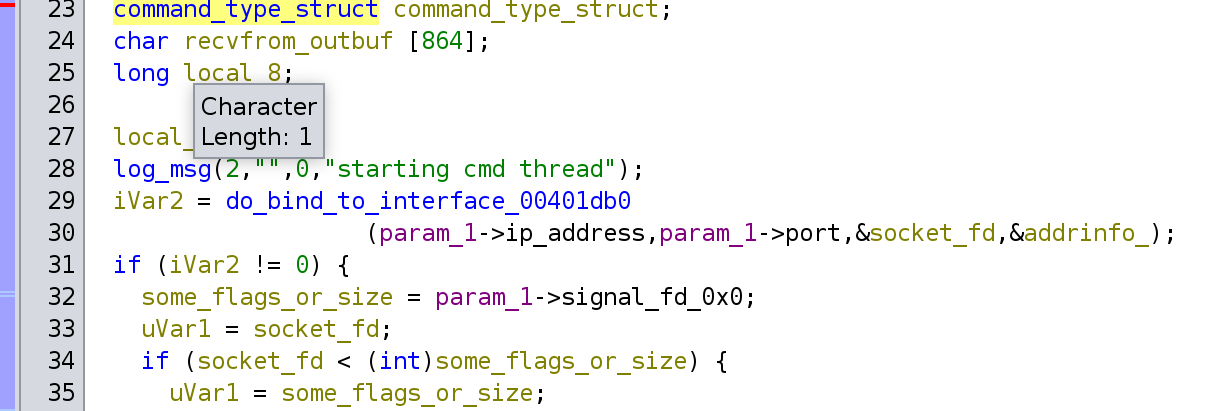 23 command_type_struct command_type_struct;
24 char recvfrom_outbuf [864];
25 long local_8;
26
Character
27 local_
Length: 1
28 log_msg(2,"",0,"starting cmd thread");
29 iVar2 = do_bind_to_interface_00401db0
30 (param_1->ip_address,param_1->port,&socket_fd,&addrinfo_);
31 if (iVar2 != 0) {
32 some_flags_or_size = param_1->signal_fd_0x0;
33 uVar1 = socket_fd;
34 if (socket_fd < (int)some_flags_or_size) {
35 uVar1 = some_flags_or_size;